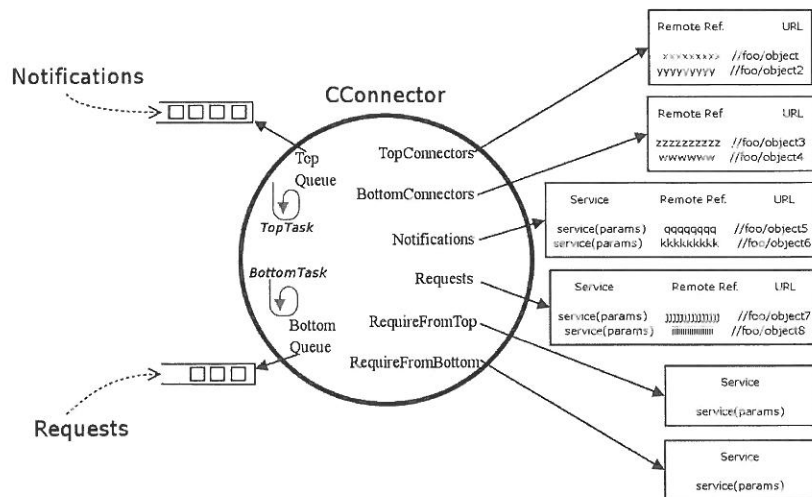 Notifications
CConnector
Top
Queue
TopTask
BottomTask
Bottom
Queue
Requests
TopConnectors
BottomConnectors
Notifications
Requests
RequireFromTop
RequireFromBottom
Remote Ref. URL
//foo/object
yyyyyyyyy //foo/object2
Remote Ref. URL
zzzzzzzzzz //foo/object3
wwwwww //foo/object4
Service Remote Ref. URL
service(params) qqqqqqqq //foo/object5
service(params) kkkkkkkkk //foo/object6
Service Remote Ref. URL
service(params) //foo/object7
service(params) //foo/object8
Service
service(params)
Service
service(params)